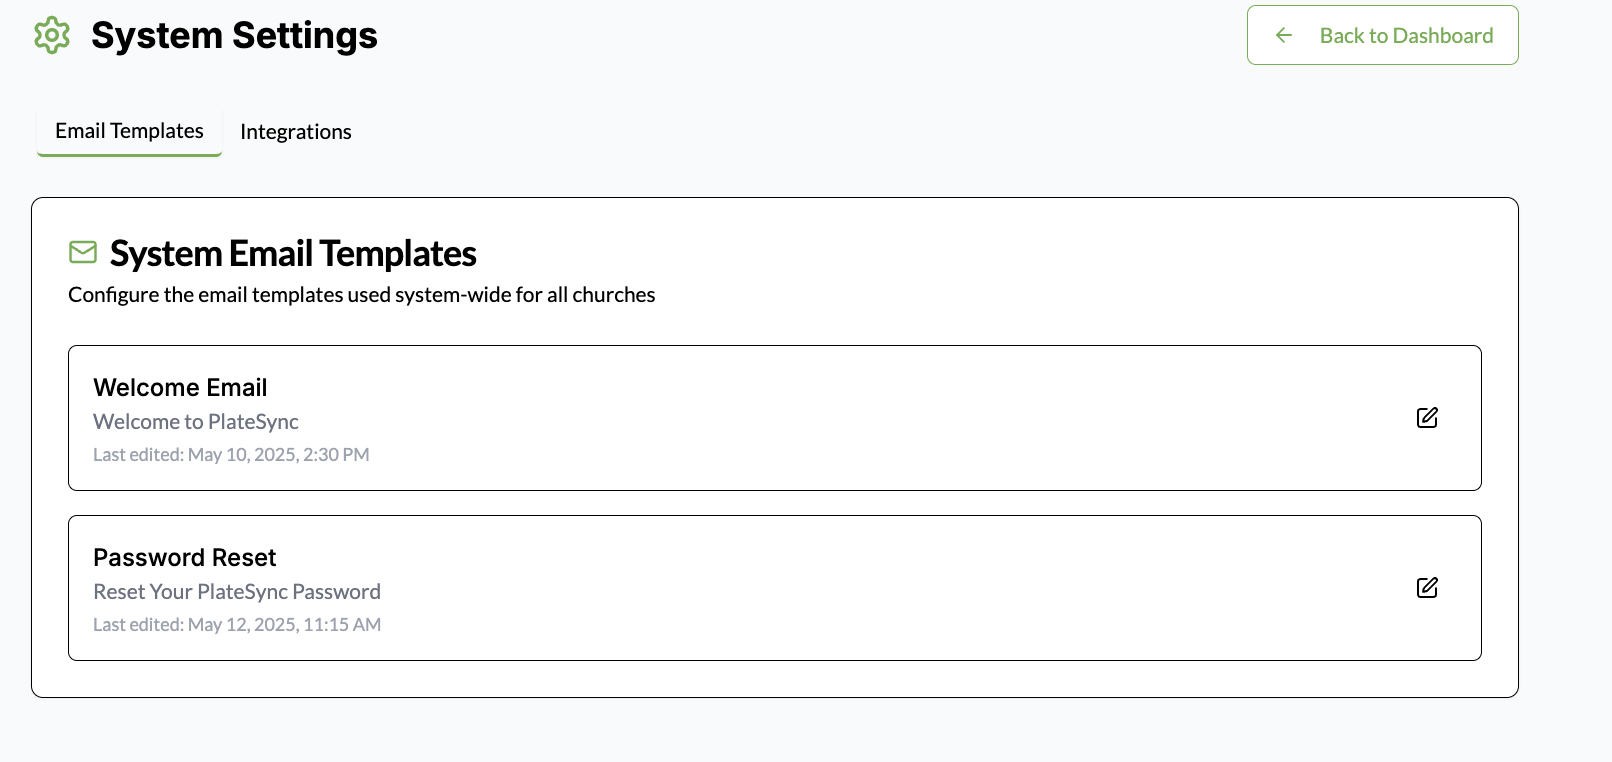 System Settings
Back to Dashboard
Email Templates
Integrations
System Email Templates
Configure the email templates used system-wide for all churches
Welcome Email
Welcome to PlateSync
Last edited: May 10, 2025, 2:30 PM
Password Reset
Reset Your PlateSync Password
Last edited: May 12, 2025, 11:15 AM